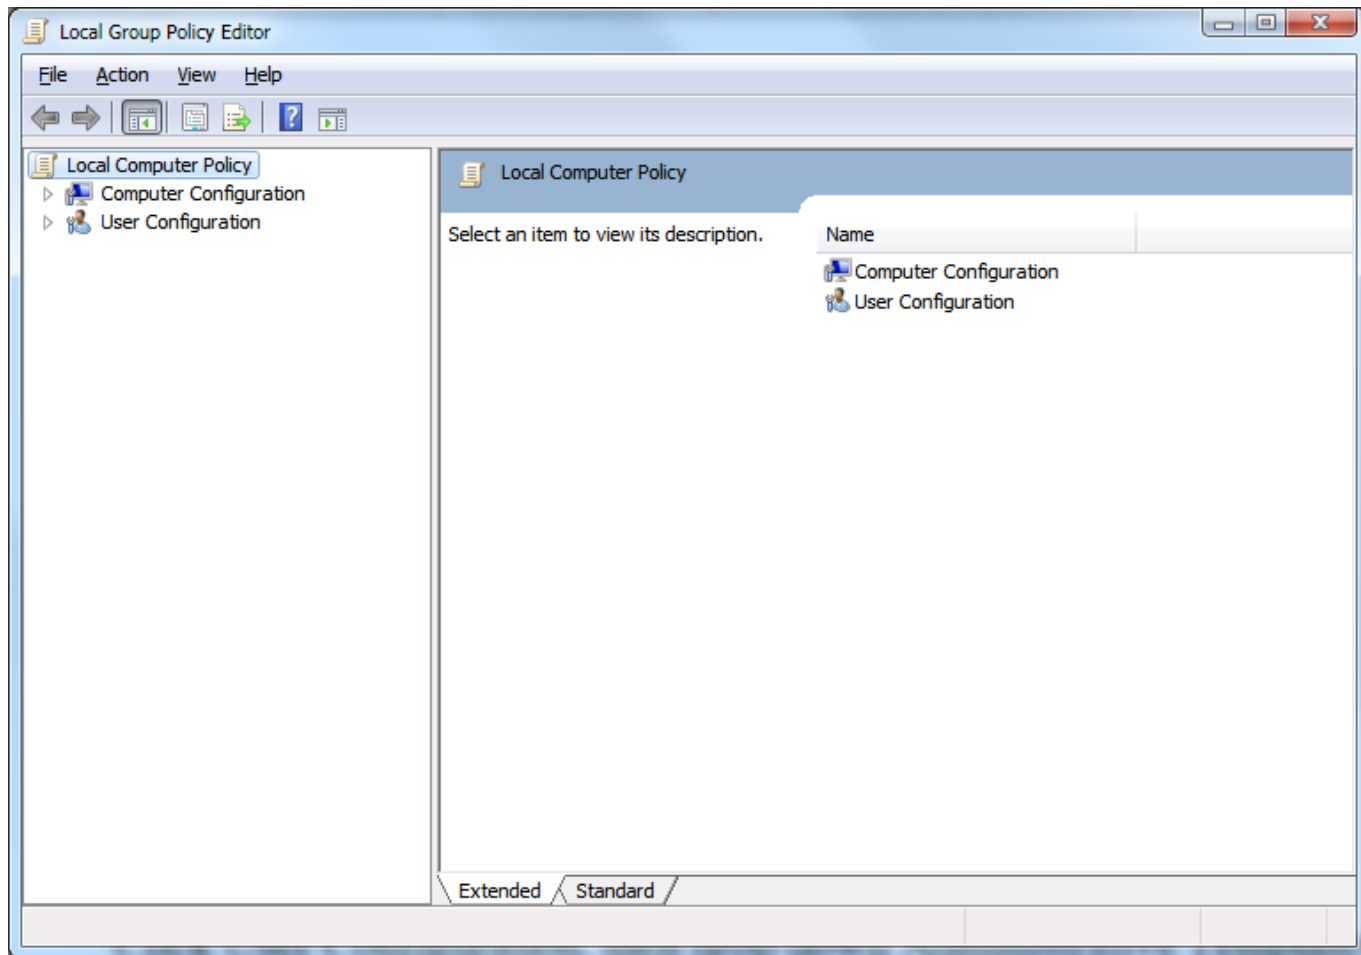 Local Group Policy Editor
File Action View Help
Local Computer Policy
Computer Configuration
User Configuration
Local Computer Policy
Select an item to view its description.
Name
Computer Configuration
User Configuration
Extended Standard